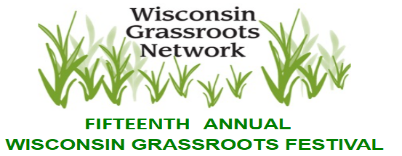 Wisconsin
Grassroots
Network
FIFTEENTH ANNUAL
WISCONSIN GRASSROOTS FESTIVAL